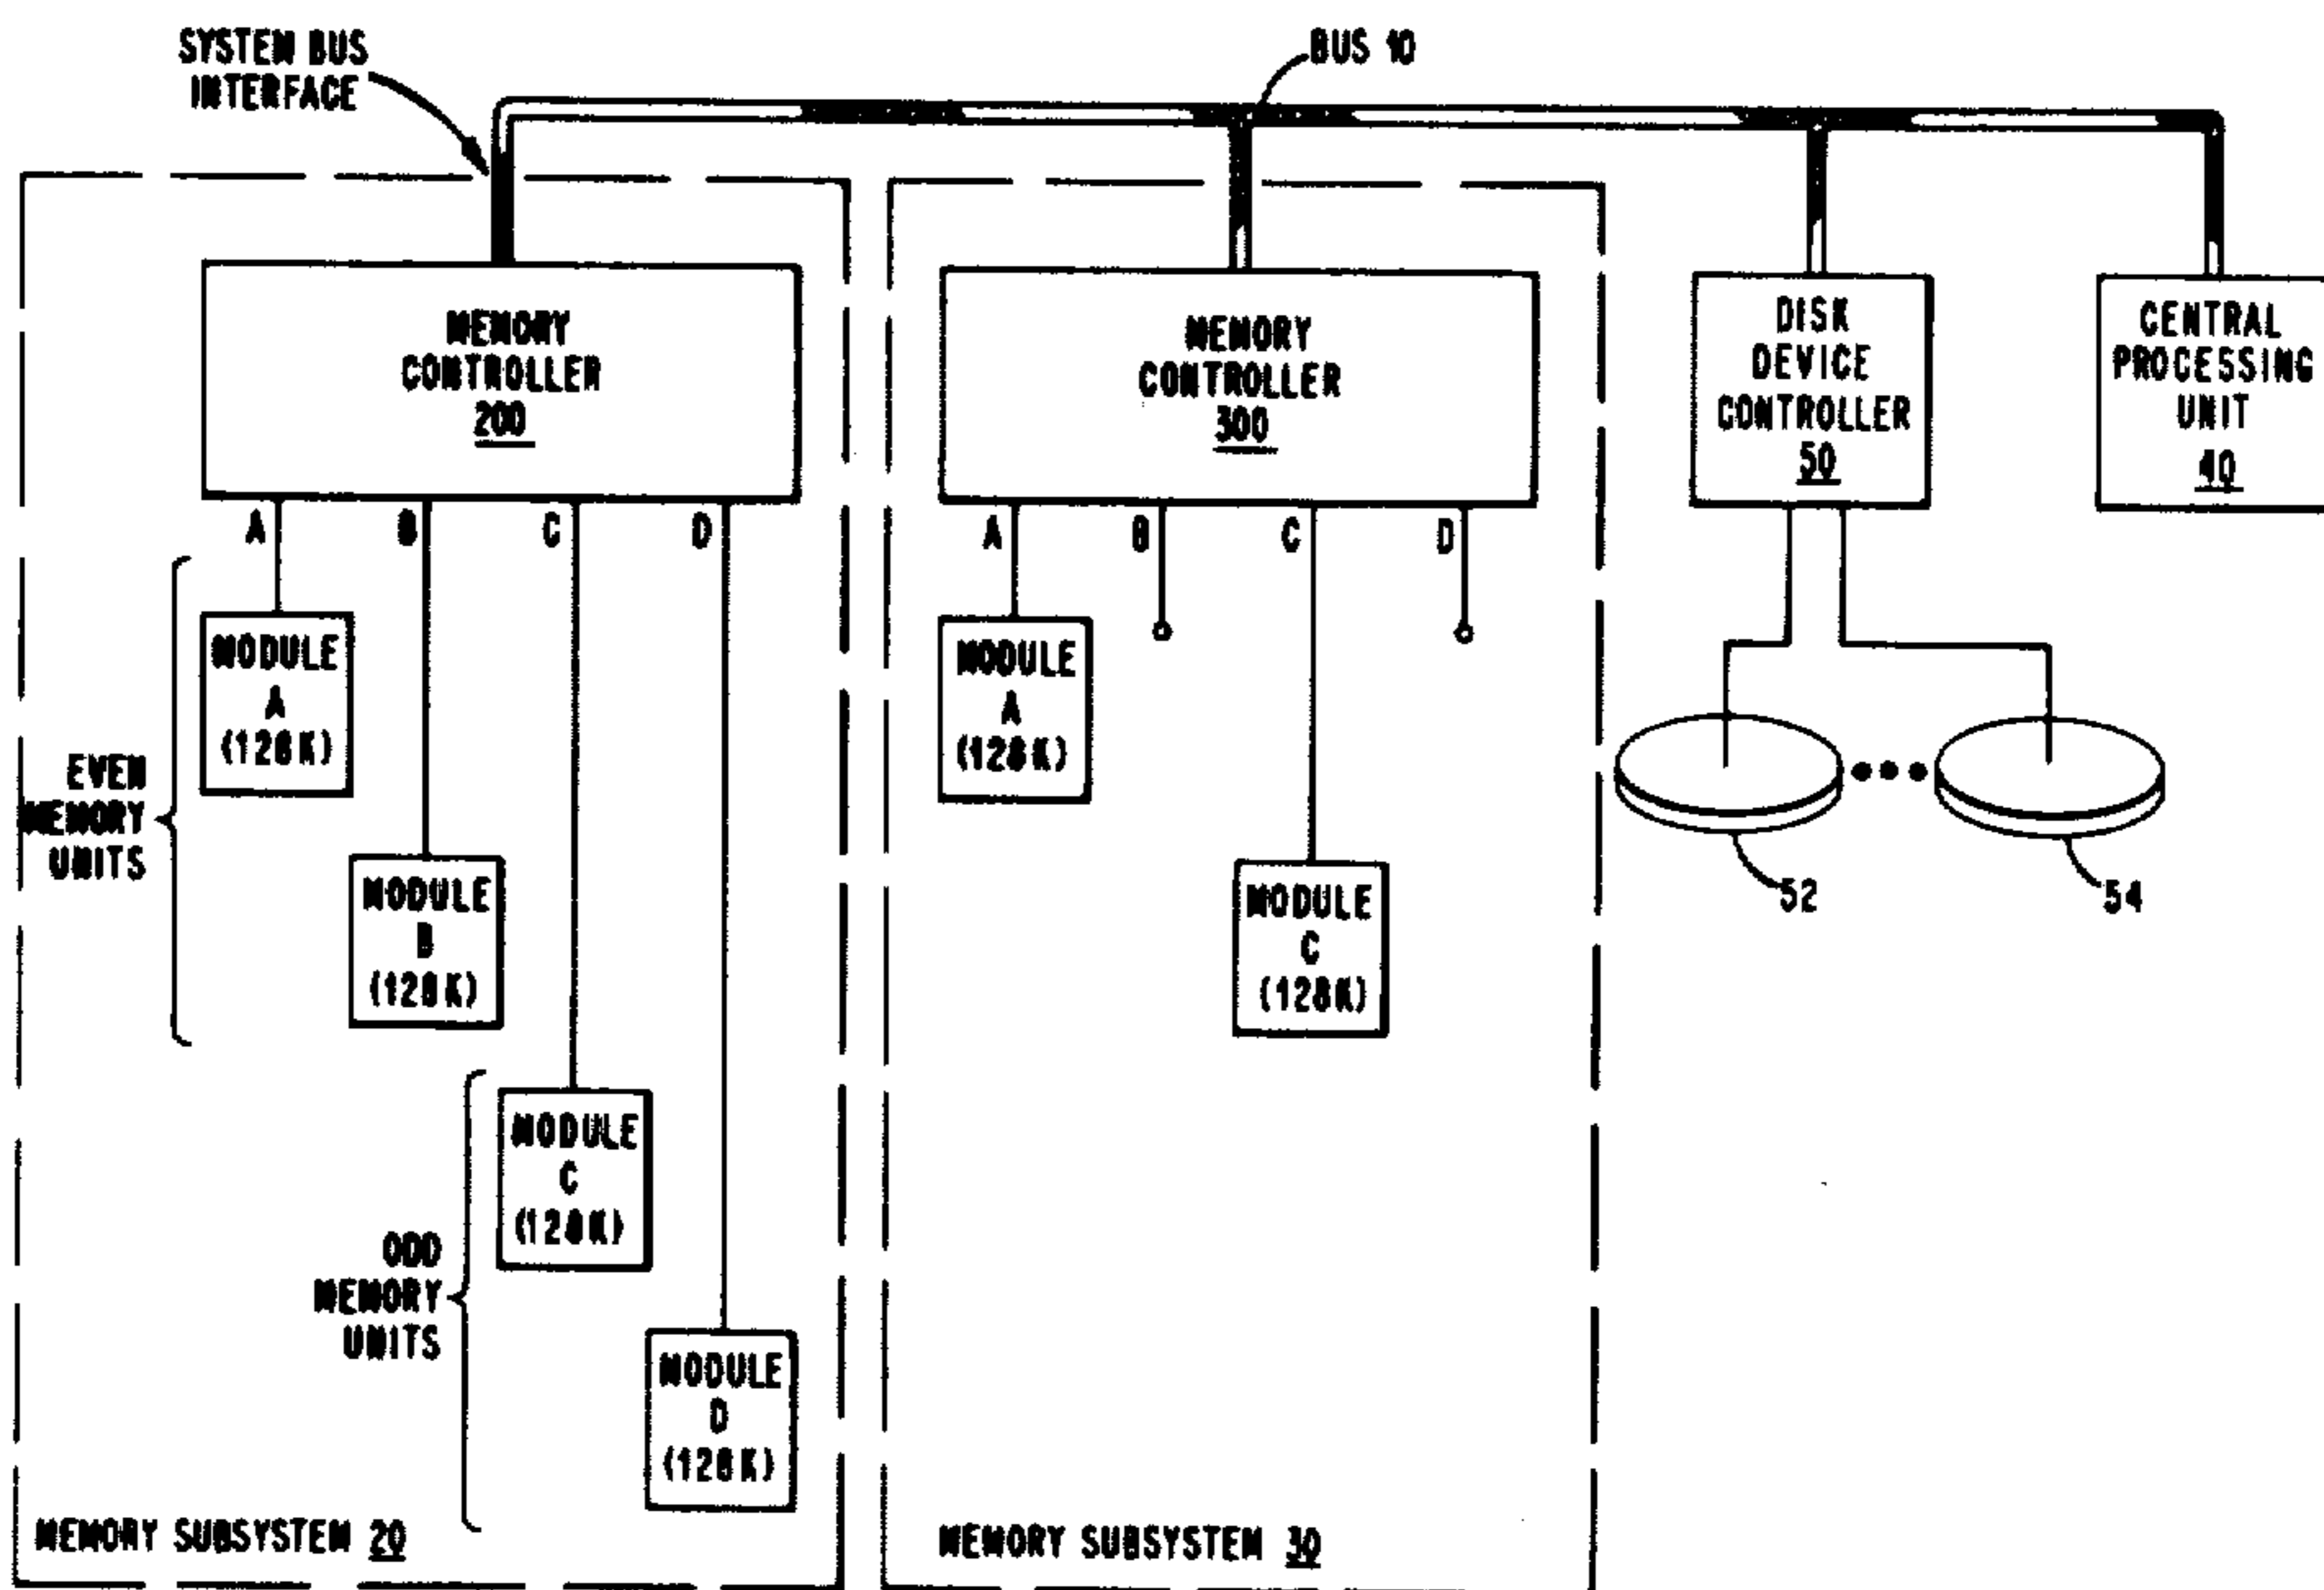 SYSTEM BUS
INTERFACE
BUS 10
MEMORY
CONTROLLER
200
MEMORY
CONTROLLER
300
DISK
DEVICE
CONTROLLER
50
CENTRAL
PROCESSING
UNIT
40
A
B
C
D
A
B
C
D
EVEN
MEMORY
UNITS
MODULE
A
(128K)
MODULE
B
(128K)
MODULE
A
(128K)
MODULE
C
(128K)
52
54
ODD
MEMORY
UNITS
MODULE
C
(128K)
MODULE
D
(128K)
MEMORY SUBSYSTEM 20
MEMORY SUBSYSTEM 30